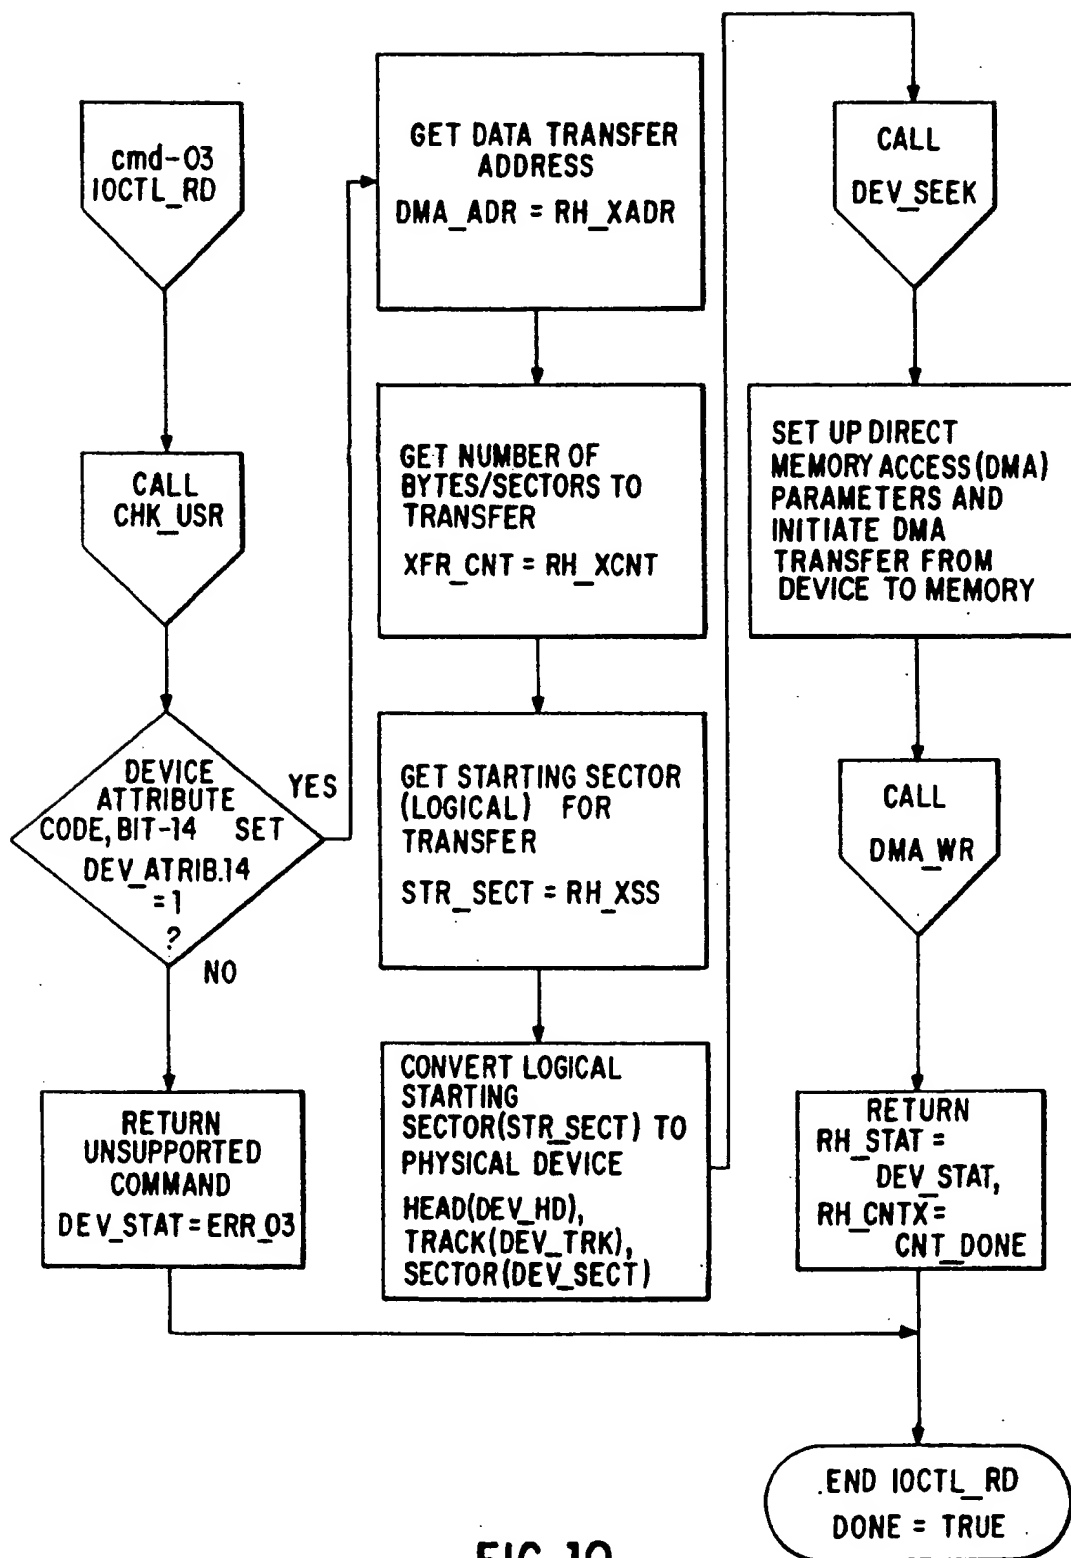 cmd-03
IOCTL_RD
CALL
CHK_USR
DEVICE
ATTRIBUTE
CODE, BIT-14 SET
DEV_ATRIB.14
=1
?
YES
NO
RETURN
UNSUPPORTED
COMMAND
DEV_STAT=ERR_03
GET DATA TRANSFER
ADDRESS
DMA_ADR = RH_XADR
GET NUMBER OF
BYTES/SECTORS TO
TRANSFER
XFR_CNT = RH_XCNT
GET STARTING SECTOR
(LOGICAL) FOR
TRANSFER
STR_SECT = RH_XSS
CONVERT LOGICAL
STARTING
SECTOR(STR_SECT) TO
PHYSICAL DEVICE
HEAD(DEV_HD),
TRACK(DEV_TRK),
SECTOR(DEV_SECT)
CALL
DEV_SEEK
SET UP DIRECT
MEMORY ACCESS(DMA)
PARAMETERS AND
INITIATE DMA
TRANSFER FROM
DEVICE TO MEMORY
CALL
DMA_WR
RETURN
RH_STAT =
DEV_STAT,
RH_CNTX=
CNT_DONE
END IOCTL_RD
DONE = TRUE